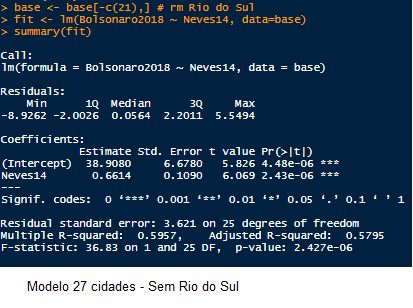 > base <- base[-c(21),] # rm Rio do Sul
> fit <- lm(Bolsonaro2018 ~ Neves14, data=base)
> summary(fit)
Call:
lm(formula = Bolsonaro2018 ~ Neves14, data = base)
Residuals:
Min 1Q Median 3Q Max
-8.9262 -2.0026 0.0564 2.2011 5.5494
Coefficients:
Estimate Std. Error t value Pr(>|t|)
(Intercept) 38.9080 6.6780 5.826 4.48e-06 ***
Neves14 0.6614 0.1090 6.069 2.43e-06 ***
---
Signif. codes: 0 ‘***’ 0.001 ‘**’ 0.01 ‘*’ 0.05 ‘.’ 0.1 ‘ ’ 1
Residual standard error: 3.621 on 25 degrees of freedom
Multiple R-squared: 0.5957, Adjusted R-squared: 0.5795
F-statistic: 36.83 on 1 and 25 DF, p-value: 2.427e-06
Modelo 27 cidades - Sem Rio do Sul